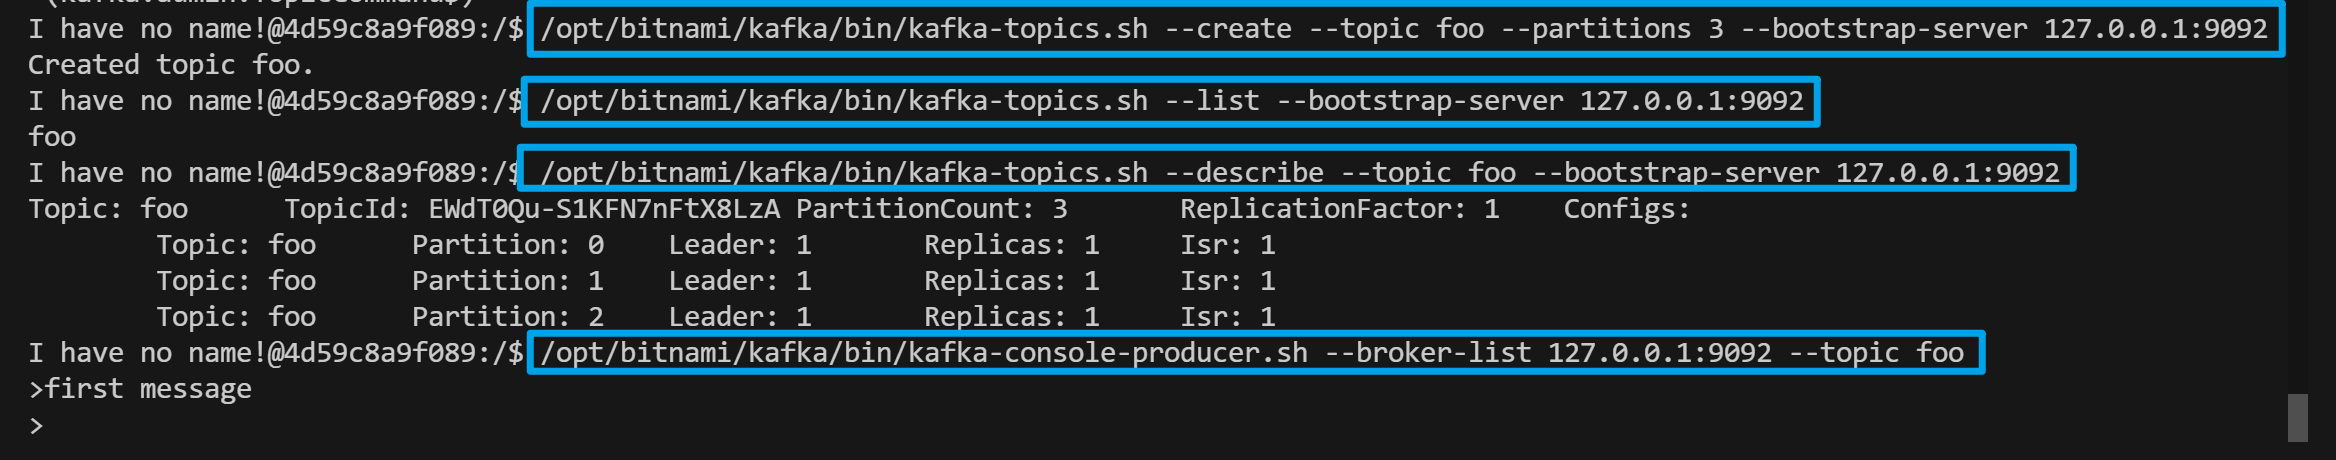 (kafka.admin.TopicCommand$)
I have no name!@4d59c8a9f089:/$ /opt/bitnami/kafka/bin/kafka-topics.sh --create --topic foo --partitions 3 --bootstrap-server 127.0.0.1:9092
Created topic foo.
I have no name!@4d59c8a9f089:/$ /opt/bitnami/kafka/bin/kafka-topics.sh --list --bootstrap-server 127.0.0.1:9092
foo
I have no name!@4d59c8a9f089:/$ /opt/bitnami/kafka/bin/kafka-topics.sh --describe --topic foo --bootstrap-server 127.0.0.1:9092
Topic: foo TopicId: EWdT0Qu-S1KFN7nFtX8LzA PartitionCount: 3 ReplicationFactor: 1 Configs:
Topic: foo Partition: 0 Leader: 1 Replicas: 1 Isr: 1
Topic: foo Partition: 1 Leader: 1 Replicas: 1 Isr: 1
Topic: foo Partition: 2 Leader: 1 Replicas: 1 Isr: 1
I have no name!@4d59c8a9f089:/$ /opt/bitnami/kafka/bin/kafka-console-producer.sh --broker-list 127.0.0.1:9092 --topic foo
>first message
>